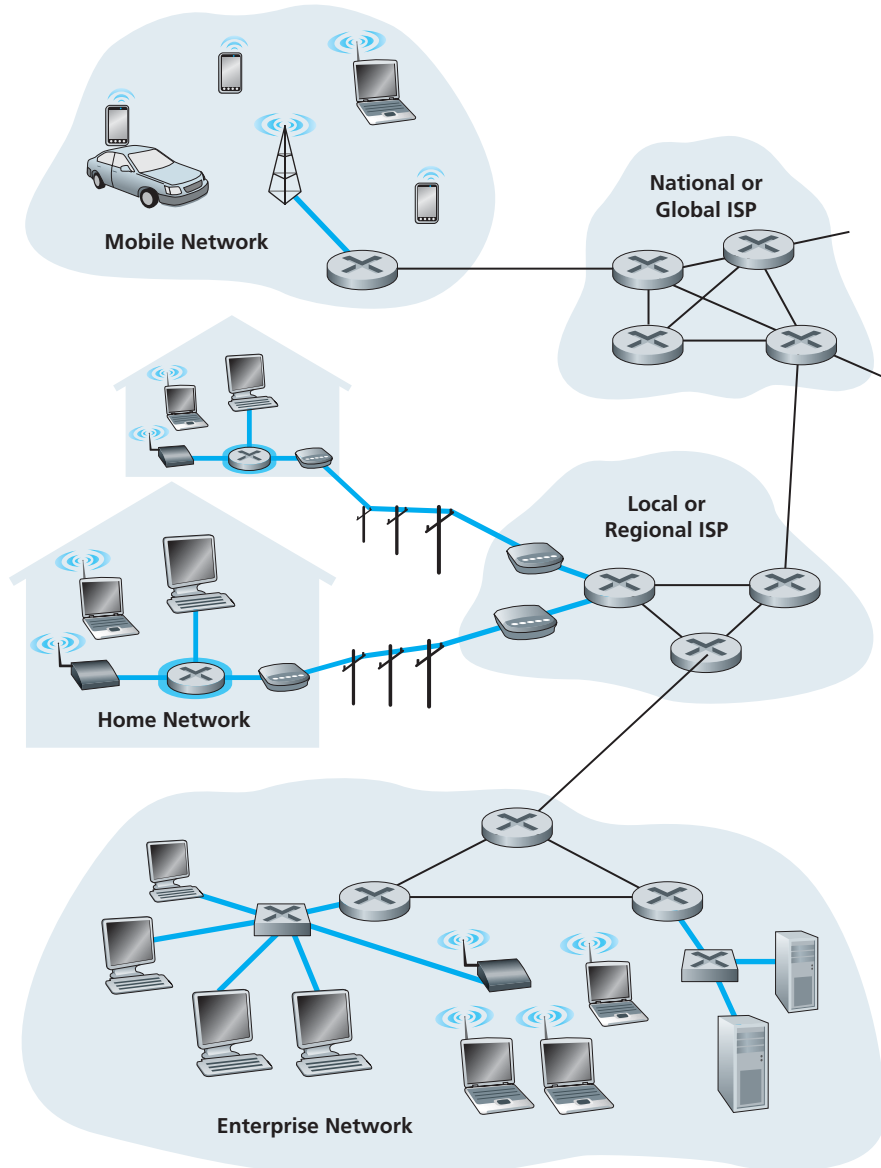 National or
Global ISP
Mobile Network
Local or
Regional ISP
Home Network
Enterprise Network